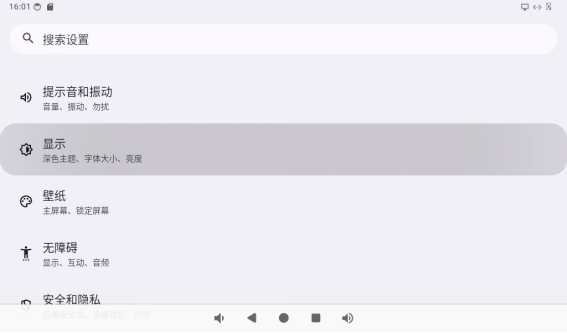 16:01
搜索设置
提示音和振动
音量、振动、勿扰
显示
深色主题、字体大小、亮度
壁纸
主屏幕、锁定屏幕
无障碍
显示、互动、音频
安全和隐私